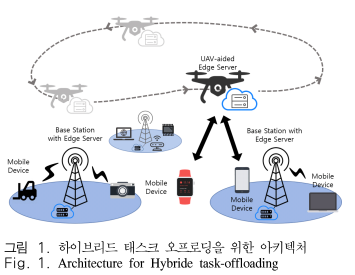 UAV-aided
Edge Server
Base Station
with Edge Server
Base Station with
Edge Server
Mobile
Device
Mobile
Device
Mobile
Device
Mobile
Device
그림 1. 하이브리드 태스크 오프로딩을 위한 아키텍처
Fig. 1. Architecture for Hybride task-offloading